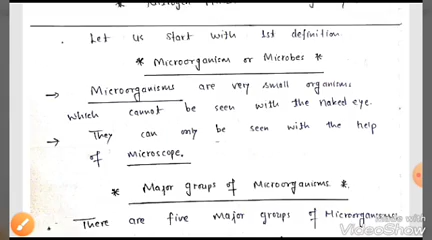 . Let us start with 1st definition
* Microorganism or Microbes *
→ Microorganisms are very small organisms
which cannot be seen with the naked eye.
→ They can only be seen with the help
of microscope.
* Major groups of Microorganisms *
There are five Major groups of Microorganisms
Made with
VideoShow